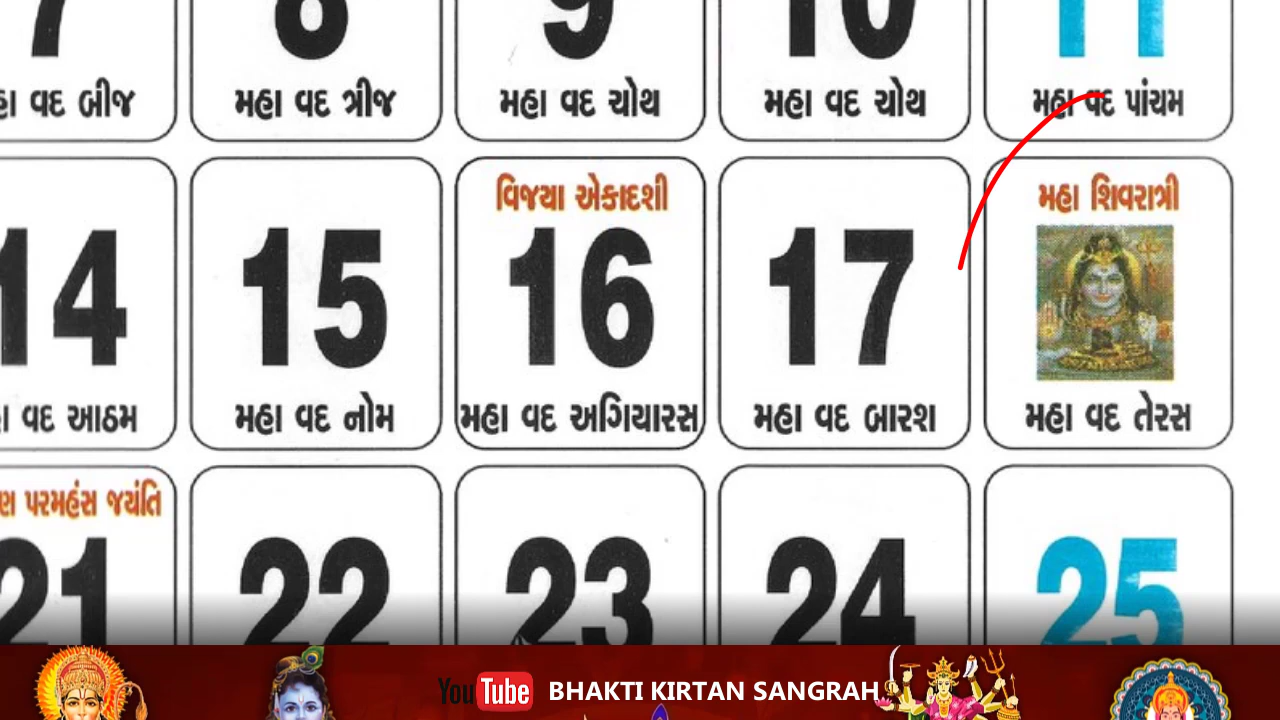 7 8 9 10 11
વદ બીજ મહા વદ ત્રીજ મહા વદ ચોથ મહા વદ ચોથ મહા વદ પાંચમ
વિજયા એકાદશી મહા શિવરાત્રી
14 15 16 17
વદ આઠમ મહા વદ નોમ મહા વદ અગિયારસ મહા વદ બારશ મહા વદ તેરસ
પરમહંસ જયંતિ
21 22 23 24 25
YouTube BHAKTI KIRTAN SANGRAH